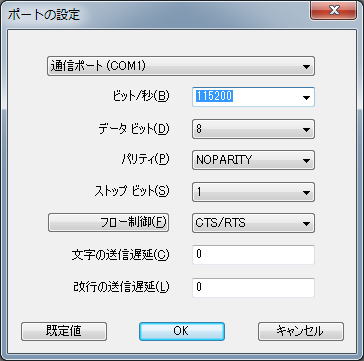 ポートの設定
通信ポート(COM1)
ビット/秒(B) 115200
データ ビット(D) 8
パリティ(P) NOPARITY
ストップ ビット(S) 1
フロー制御(F) CTS/RTS
文字の送信遅延(C) 0
改行の送信遅延(L) 0
既定値 OK キャンセル